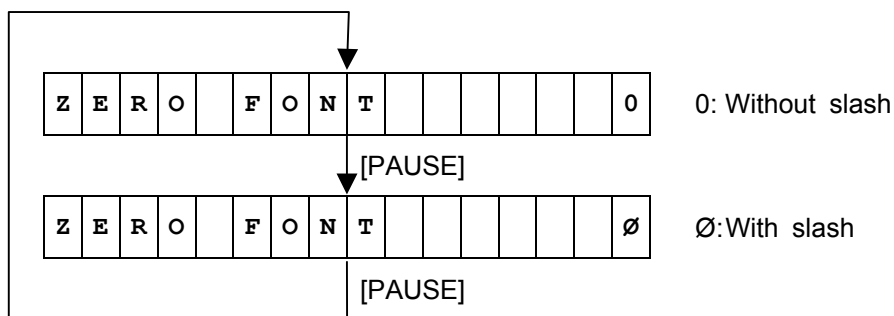 ZERO FONT 0 0: Without slash
[PAUSE]
ZERO FONT Ø Ø:With slash
[PAUSE]